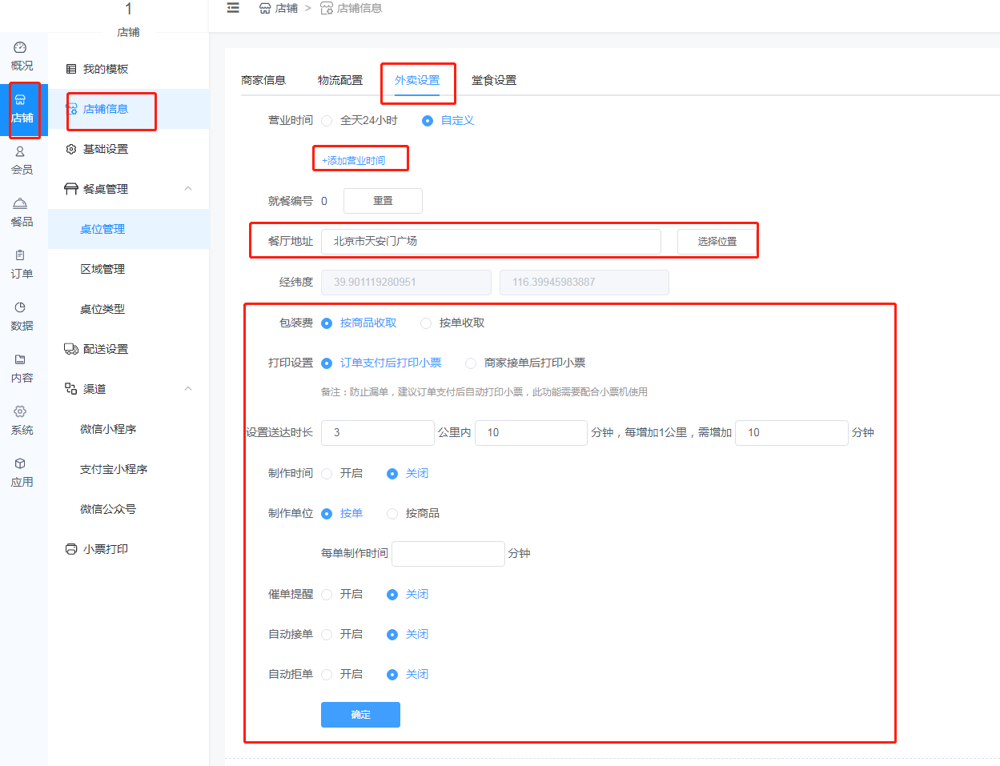 1
店铺
店铺 > 店铺信息
概况
店铺
会员
餐品
订单
数据
内容
系统
应用
我的模板
店铺信息
基础设置
餐桌管理
桌位管理
区域管理
桌位类型
配送设置
渠道
微信小程序
支付宝小程序
微信公众号
小票打印
商家信息 物流配置 外卖设置 堂食设置
营业时间 全天24小时 自定义
+添加营业时间
就餐编号 0 重置
餐厅地址 北京市天安门广场 选择位置
经纬度 39.901119280951 116.39945983887
包装费 按商品收取 按单收取
打印设置 订单支付后打印小票 商家接单后打印小票
备注：防止漏单，建议订单支付后自动打印小票，此功能需要配合小票机使用
设置送达时长 3 公里内 10 分钟，每增加1公里，需增加 10 分钟
制作时间 开启 关闭
制作单位 按单 按商品
每单制作时间 分钟
催单提醒 开启 关闭
自动接单 开启 关闭
自动拒单 开启 关闭
确定